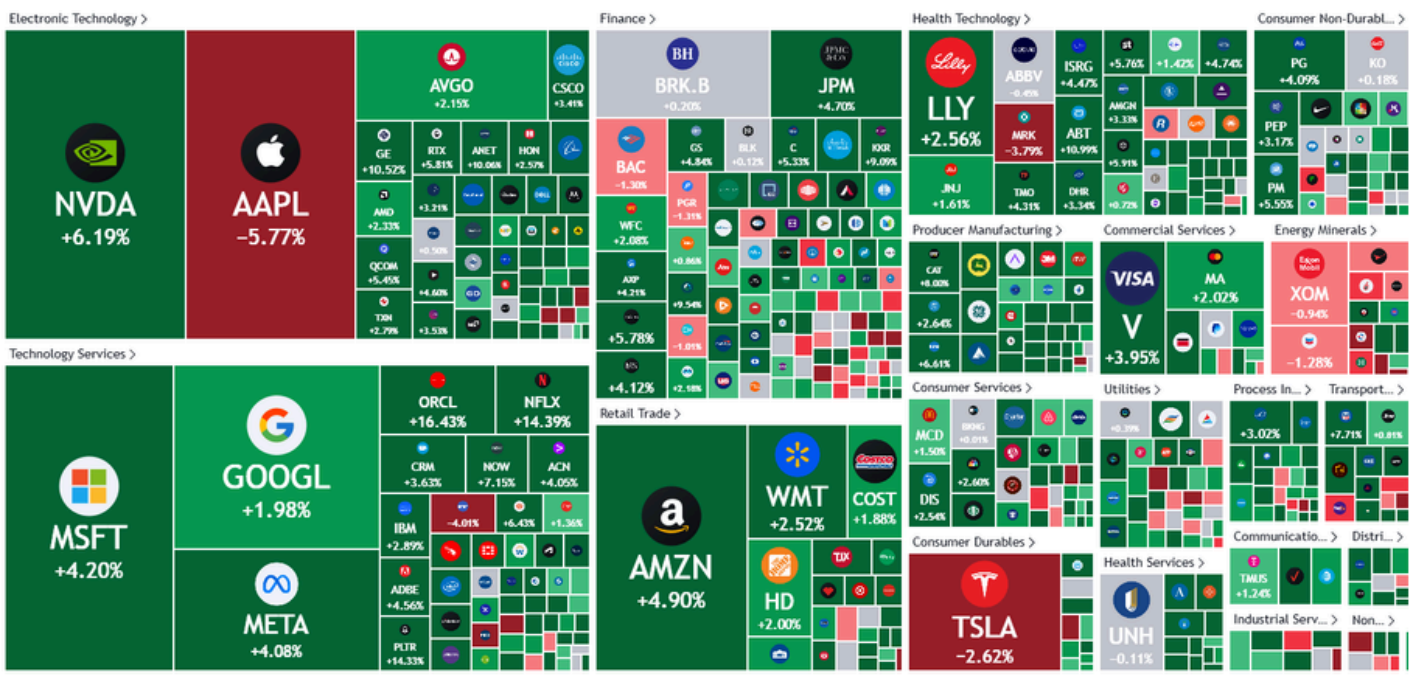 Electronic Technology >
NVDA
+6.19%
AAPL
−5.77%
AVGO
+2.15%
CISCO
CSCO
+3.41%
GE
+10.52%
RTX
+5.81%
ANET
+10.06%
HON
+2.57%
AMD
+2.33%
+3.21%
DELL
QCOM
+5.45%
+0.50%
+4.60%
TXN
+2.79%
+3.53%
Technology Services >
MSFT
+4.20%
GOOGL
+1.98%
META
+4.08%
ORCL
+16.43%
NFLX
+14.39%
CRM
+3.63%
NOW
+7.15%
ACN
+4.05%
IBM
+2.89%
−4.01%
+6.43%
+1.36%
ADBE
+4.56%
PLTR
+14.33%
Finance >
BH
BRK.B
+0.20%
JPMC
& CO
JPM
+4.70%
BAC
−1.30%
GS
+4.84%
BLK
+0.12%
C
+5.33%
KKR
+9.09%
PGR
−1.31%
WFC
+2.08%
+0.86%
AXP
+4.21%
+9.54%
+5.78%
−1.01%
+4.12%
+2.18%
Retail Trade >
AMZN
+4.90%
WMT
+2.52%
COSTCO
COST
+1.88%
HD
+2.00%
TJX
Health Technology >
Lilly
LLY
+2.56%
ABBV
−0.45%
ISRG
+4.47%
+5.76%
+1.42%
+4.74%
MRK
−3.79%
ABT
+10.99%
AMGN
+3.33%
+5.91%
JNJ
+1.61%
TMO
+4.31%
DHR
+3.34%
+0.72%
Consumer Non-Durabl... >
PG
+4.09%
KO
+0.18%
PEP
+3.17%
PM
+5.55%
Producer Manufacturing >
CAT
+8.00%
3M
+2.64%
+6.61%
Commercial Services >
VISA
V
+3.95%
MA
+2.02%
Energy Minerals >
Exxon
Mobil
XOM
−0.94%
−1.28%
Consumer Services >
MCD
+1.50%
BKNG
+0.01%
Charter
DIS
+2.54%
+2.60%
Utilities >
+0.39%
Process In... >
+3.02%
Transport... >
+7.71%
+0.81%
Consumer Durables >
TSLA
−2.62%
Health Services >
UNH
−0.11%
Communicatio... >
TMUS
+1.24%
Distri... >
Industrial Serv... >
Non... >